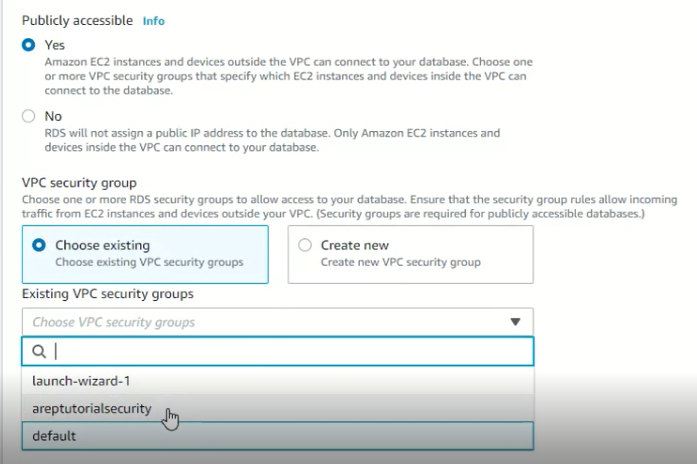 Publicly accessible Info
Yes
Amazon EC2 instances and devices outside the VPC can connect to your database. Choose one
or more VPC security groups that specify which EC2 instances and devices inside the VPC can
connect to the database.
No
RDS will not assign a public IP address to the database. Only Amazon EC2 instances and
devices inside the VPC can connect to your database.
VPC security group
Choose one or more RDS security groups to allow access to your database. Ensure that the security group rules allow incoming
traffic from EC2 instances and devices outside your VPC. (Security groups are required for publicly accessible databases.)
Choose existing
Choose existing VPC security groups
Create new
Create new VPC security group
Existing VPC security groups
Choose VPC security groups
launch-wizard-1
areptutorialsecurity
default